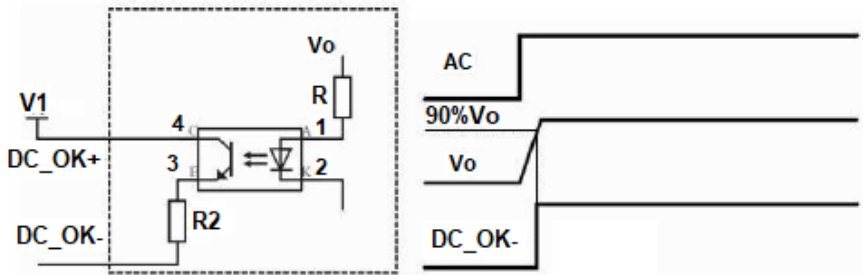 Vo
R
V1
4
C
A
1
DC_OK+
3
E
K
2
R2
DC_OK-
AC
90%Vo
Vo
DC_OK-